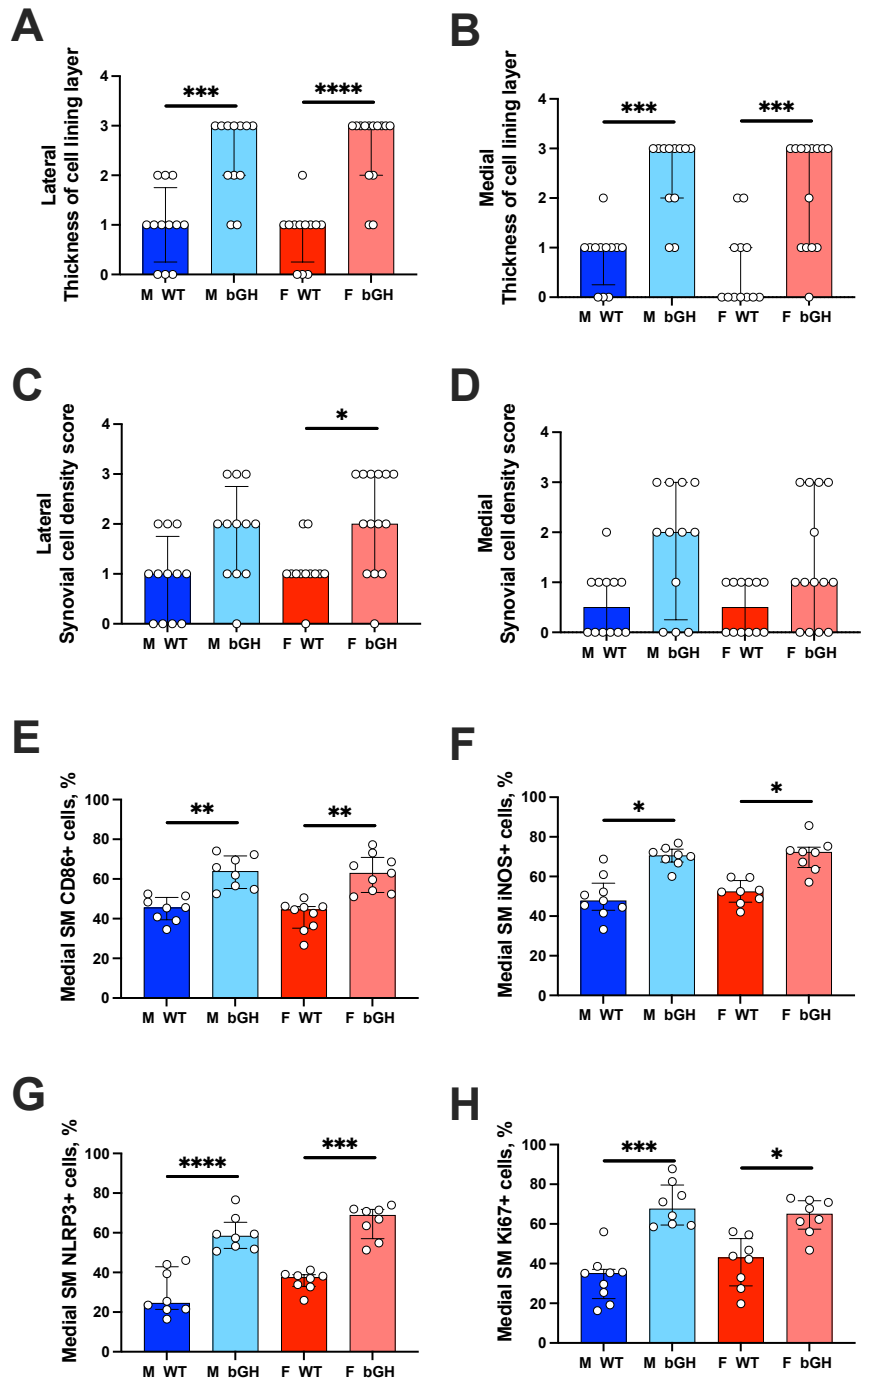 A
Lateral
Thickness of cell lining layer
4
3
2
1
0
***
****
M WT
M bGH
F WT
F bGH
B
Medial
Thickness of cell lining layer
4
3
2
1
0
***
***
M WT
M bGH
F WT
F bGH
C
Lateral
Synovial cell density score
4
3
2
1
0
*
M WT
M bGH
F WT
F bGH
D
Medial
Synovial cell density score
4
3
2
1
0
M WT
M bGH
F WT
F bGH
E
Medial SM CD86+ cells, %
100
80
60
40
20
0
**
**
M WT
M bGH
F WT
F bGH
F
Medial SM iNOS+ cells, %
100
80
60
40
20
0
*
*
M WT
M bGH
F WT
F bGH
G
Medial SM NLRP3+ cells, %
100
80
60
40
20
0
****
***
M WT
M bGH
F WT
F bGH
H
Medial SM Ki67+ cells, %
100
80
60
40
20
0
***
*
M WT
M bGH
F WT
F bGH